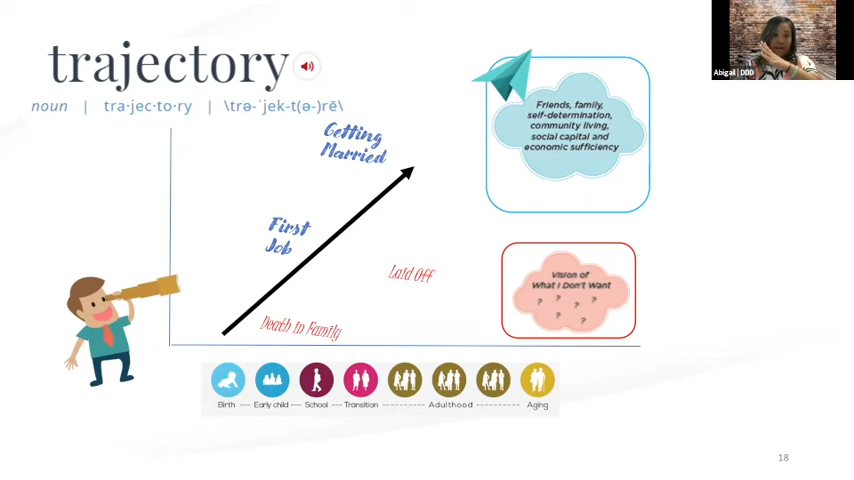 trajectory
noun | tra·jec·to·ry | \trə-ˈjek-t(ə-)rē\
Getting
Married
First
Job
Laid Off
Death in Family
Friends, family,
self-determination,
community living,
social capital and
economic sufficiency
Vision of
What I Don't Want
? ? ? ? ? ?
Birth --- Early child --- School --- Transition ---------- Adulthood ---------- Aging
Abigail | DDD
18